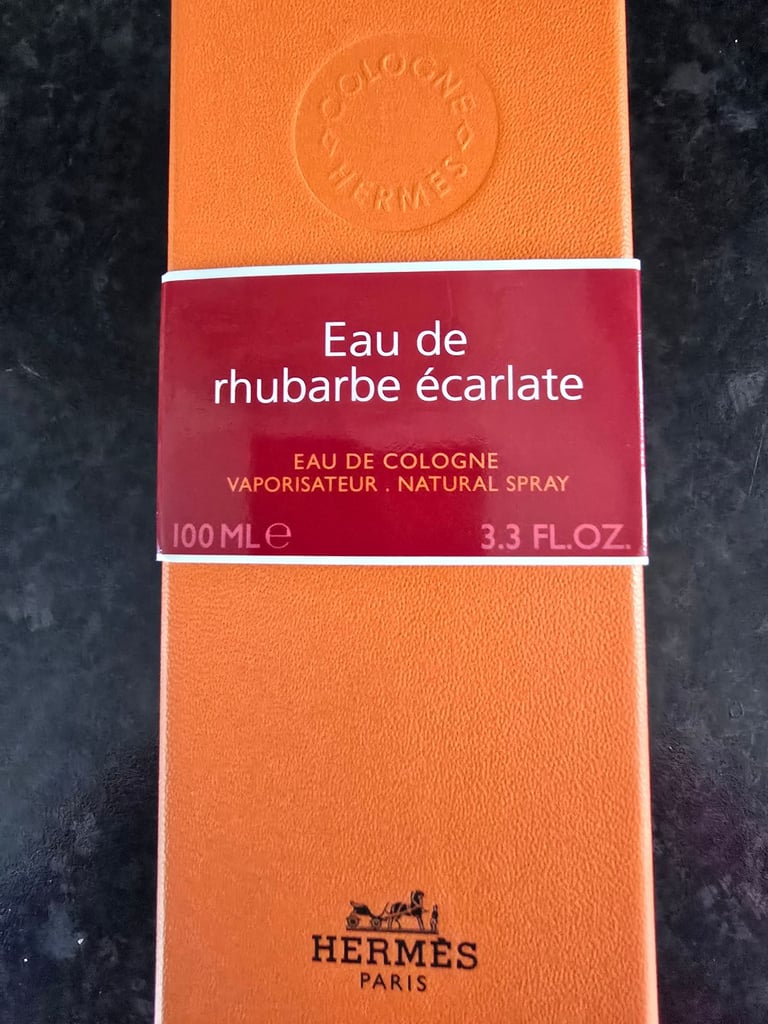 COLOGNE
HERMÈS
Eau de
rhubarbe écarlate
EAU DE COLOGNE
VAPORISATEUR . NATURAL SPRAY
100 ML ℮ 3.3 FL.OZ.
HERMÈS
PARIS